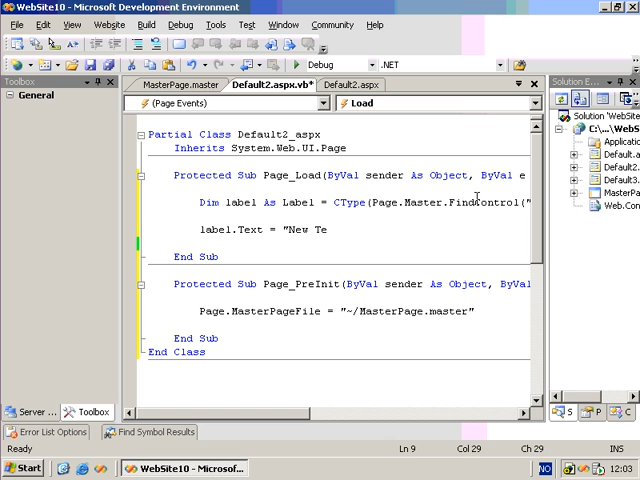 WebSite10 - Microsoft Development Environment
File Edit View Website Build Debug Tools Test Window Community Help
Debug .NET
Toolbox
General
MasterPage.master Default2.aspx.vb* Default2.aspx
(Page Events) Load
Partial Class Default2_aspx
Inherits System.Web.UI.Page
Protected Sub Page_Load(ByVal sender As Object, ByVal e
Dim label As Label = CType(Page.Master.FindControl("
label.Text = "New Te
End Sub
Protected Sub Page_PreInit(ByVal sender As Object, ByVal
Page.MasterPageFile = "~/MasterPage.master"
End Sub
End Class
Solution E...
Solution 'WebSite
C:\...\WebSite
Applicatio
Default.a
Default2.
Default3.
MasterPa
Web.Con
Server ... Toolbox
S P C
Error List Options Find Symbol Results
Ready Ln 9 Col 29 Ch 29 INS
Start WebSite10 - Microsof... NO 12:03